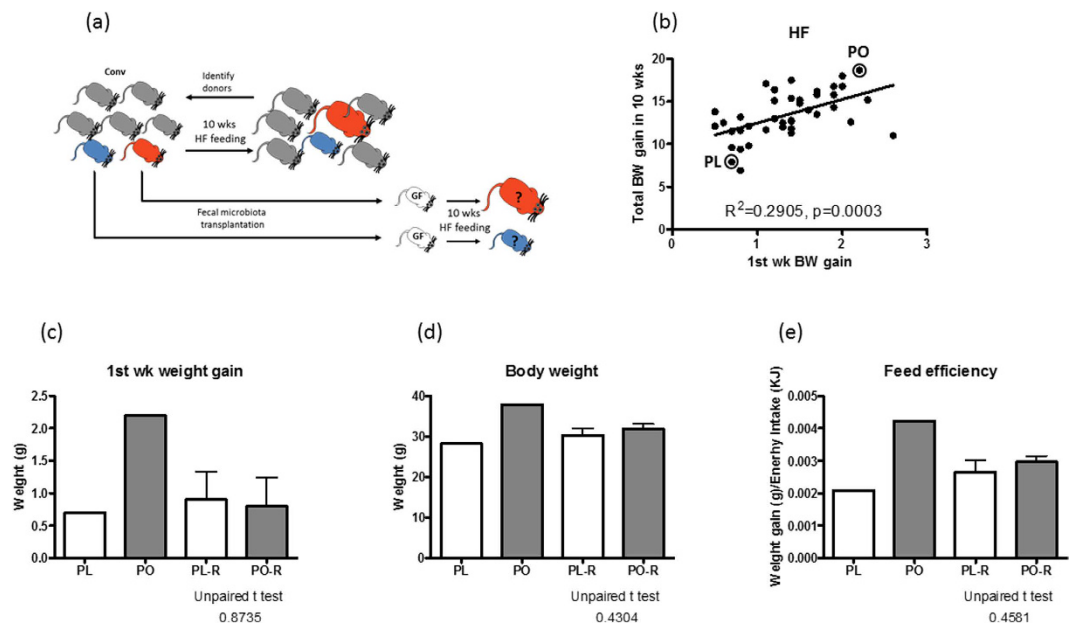 (a)
Conv
Identify
donors
10 wks
HF feeding
Fecal microbiota
transplantation
GF
GF
10 wks
HF feeding
?
?
(b)
HF
PO
PL
R²=0.2905, p=0.0003
Total BW gain in 10 wks
20
15
10
5
0
0
1
2
3
1st wk BW gain
(c)
1st wk weight gain
Weight (g)
2.5
2.0
1.5
1.0
0.5
0.0
PL
PO
PL-R
PO-R
Unpaired t test
0.8735
(d)
Body weight
Weight (g)
40
30
20
10
0
PL
PO
PL-R
PO-R
Unpaired t test
0.4304
(e)
Feed efficiency
Weight gain (g)/Enerhy Intake (KJ)
0.005
0.004
0.003
0.002
0.001
0.000
PL
PO
PL-R
PO-R
Unpaired t test
0.4581